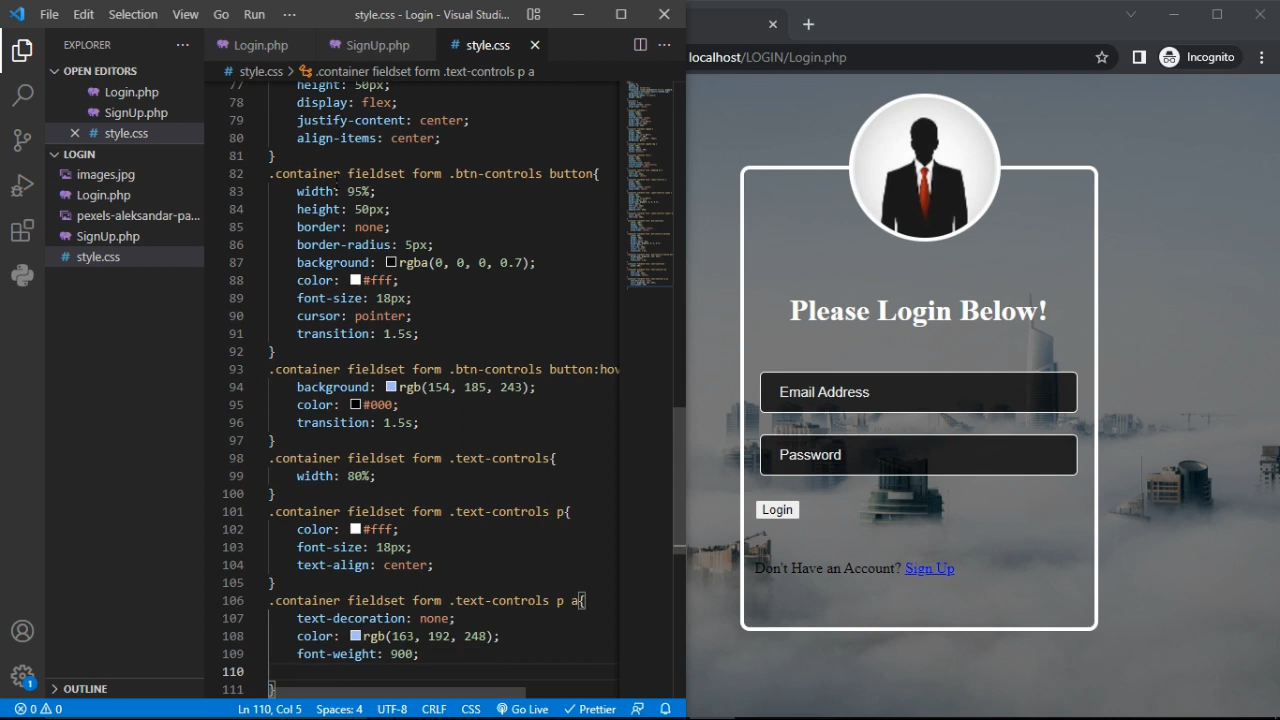 File Edit Selection View Go Run ··· style.css - Login - Visual Studi...
EXPLORER
Login.php SignUp.php style.css
localhost/LOGIN/Login.php Incognito
OPEN EDITORS
Login.php
SignUp.php
style.css
LOGIN
images.jpg
Login.php
pexels-aleksandar-pa...
SignUp.php
style.css
OUTLINE
style.css > .container fieldset form .text-controls p a
77 height: 50px;
78 display: flex;
79 justify-content: center;
80 align-items: center;
81 }
82 .container fieldset form .btn-controls button{
83 width: 95%;
84 height: 50px;
85 border: none;
86 border-radius: 5px;
87 background: rgba(0, 0, 0, 0.7);
88 color: #fff;
89 font-size: 18px;
90 cursor: pointer;
91 transition: 1.5s;
92 }
93 .container fieldset form .btn-controls button:hov
94 background: rgb(154, 185, 243);
95 color: #000;
96 transition: 1.5s;
97 }
98 .container fieldset form .text-controls{
99 width: 80%;
100 }
101 .container fieldset form .text-controls p{
102 color: #fff;
103 font-size: 18px;
104 text-align: center;
105 }
106 .container fieldset form .text-controls p a{
107 text-decoration: none;
108 color: rgb(163, 192, 248);
109 font-weight: 900;
110
111 }
Please Login Below!
Email Address
Password
Login
Don't Have an Account? Sign Up
1
0 0 Ln 110, Col 5 Spaces: 4 UTF-8 CRLF CSS Go Live Prettier